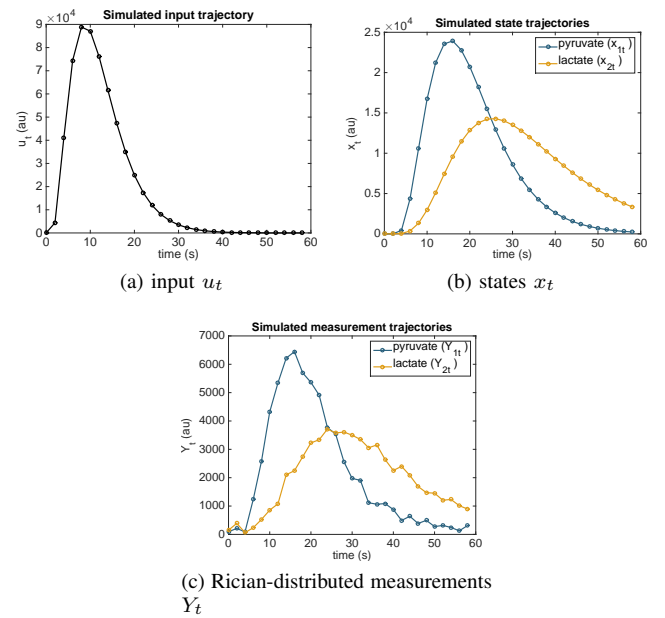 Simulated input trajectory
×10⁴
9
8
7
6
5
4
3
2
1
0
u_t (au)
0 10 20 30 40 50 60
time (s)
(a) input u_t
Simulated state trajectories
×10⁴
2.5
2
1.5
1
0.5
0
x_t (au)
pyruvate (x_1t)
lactate (x_2t)
0 10 20 30 40 50 60
time (s)
(b) states x_t
Simulated measurement trajectories
7000
6000
5000
4000
3000
2000
1000
0
Y_t (au)
pyruvate (Y_1t)
lactate (Y_2t)
0 10 20 30 40 50 60
time (s)
(c) Rician-distributed measurements
Y_t